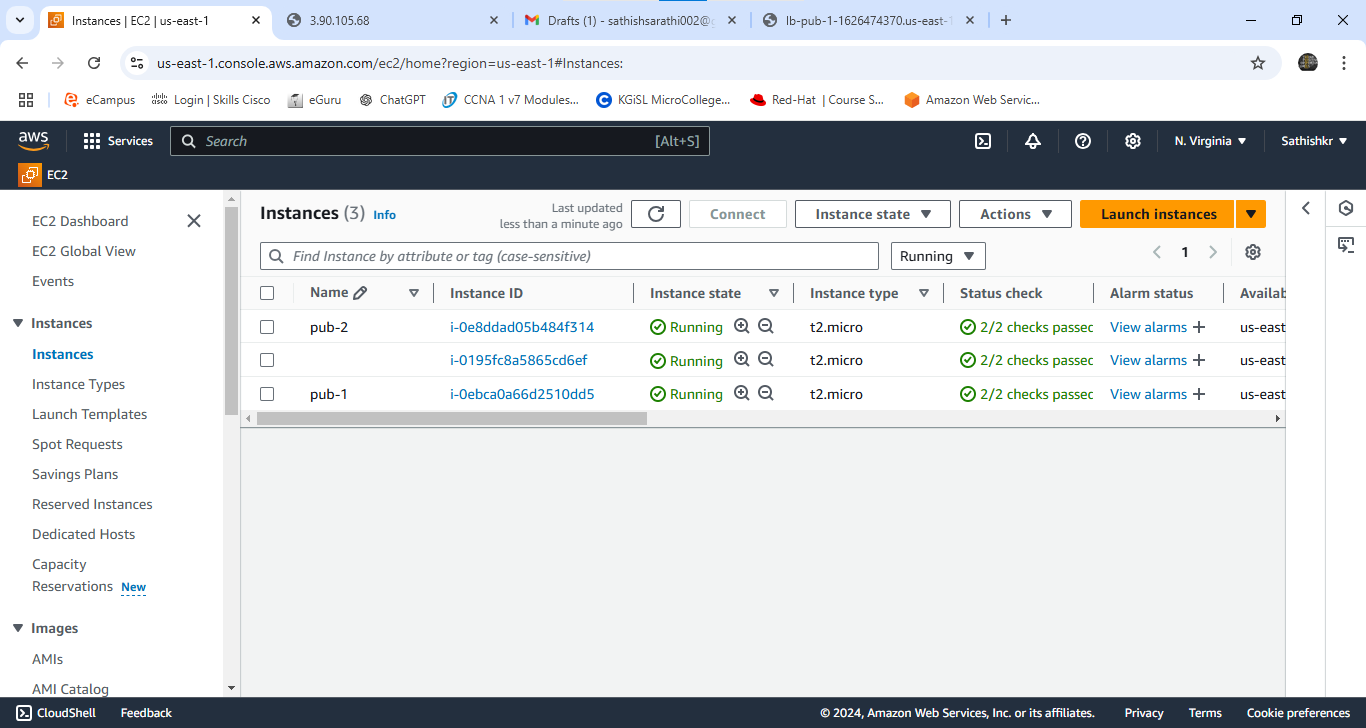 Instances | EC2 | us-east-1
3.90.105.68
Drafts (1) - sathishsarathi002@g
lb-pub-1-1626474370.us-east-1
us-east-1.console.aws.amazon.com/ec2/home?region=us-east-1#Instances:
eCampus
Login | Skills Cisco
eGuru
ChatGPT
CCNA 1 v7 Modules...
KGiSL MicroCollege...
Red-Hat | Course S...
Amazon Web Servic...
aws
Services
Search
[Alt+S]
N. Virginia
Sathishkr
EC2
EC2 Dashboard
EC2 Global View
Events
Instances
Instances
Instance Types
Launch Templates
Spot Requests
Savings Plans
Reserved Instances
Dedicated Hosts
Capacity
Reservations New
Images
AMIs
AMI Catalog
Instances (3) Info
Last updated
less than a minute ago
Connect
Instance state
Actions
Launch instances
Find Instance by attribute or tag (case-sensitive)
Running
1
Name Instance ID Instance state Instance type Status check Alarm status Availab
pub-2 i-0e8ddad05b484f314 Running t2.micro 2/2 checks passec View alarms + us-east
i-0195fc8a5865cd6ef Running t2.micro 2/2 checks passec View alarms + us-east
pub-1 i-0ebca0a66d2510dd5 Running t2.micro 2/2 checks passec View alarms + us-east
CloudShell
Feedback
© 2024, Amazon Web Services, Inc. or its affiliates.
Privacy
Terms
Cookie preferences